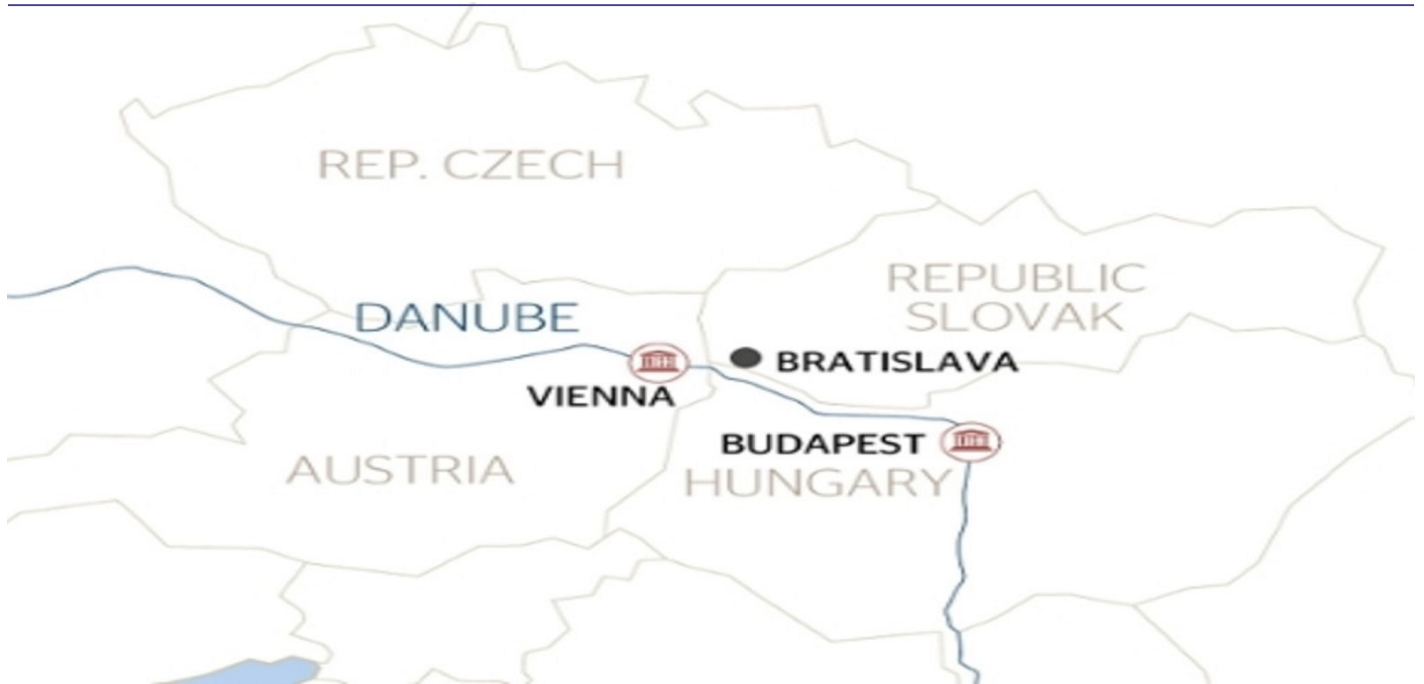 REP. CZECH
REPUBLIC
SLOVAK
DANUBE
BRATISLAVA
VIENNA
BUDAPEST
AUSTRIA
HUNGARY